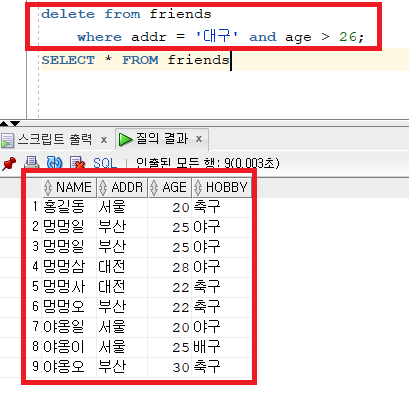 delete from friends
where addr = '대구' and age > 26;
SELECT * FROM friends
스크립트 출력 x 질의 결과 x
SQL | 인출된 모든 행: 9(0,003초)
NAME ADDR AGE HOBBY
1 홍길동 서울 20 축구
2 멍멍일 부산 25 야구
3 멍멍일 부산 25 야구
4 멍멍삼 대전 28 야구
5 멍멍사 대전 22 축구
6 멍멍오 부산 22 축구
7 야옹일 서울 20 야구
8 야옹이 서울 25 배구
9 야옹오 부산 30 축구